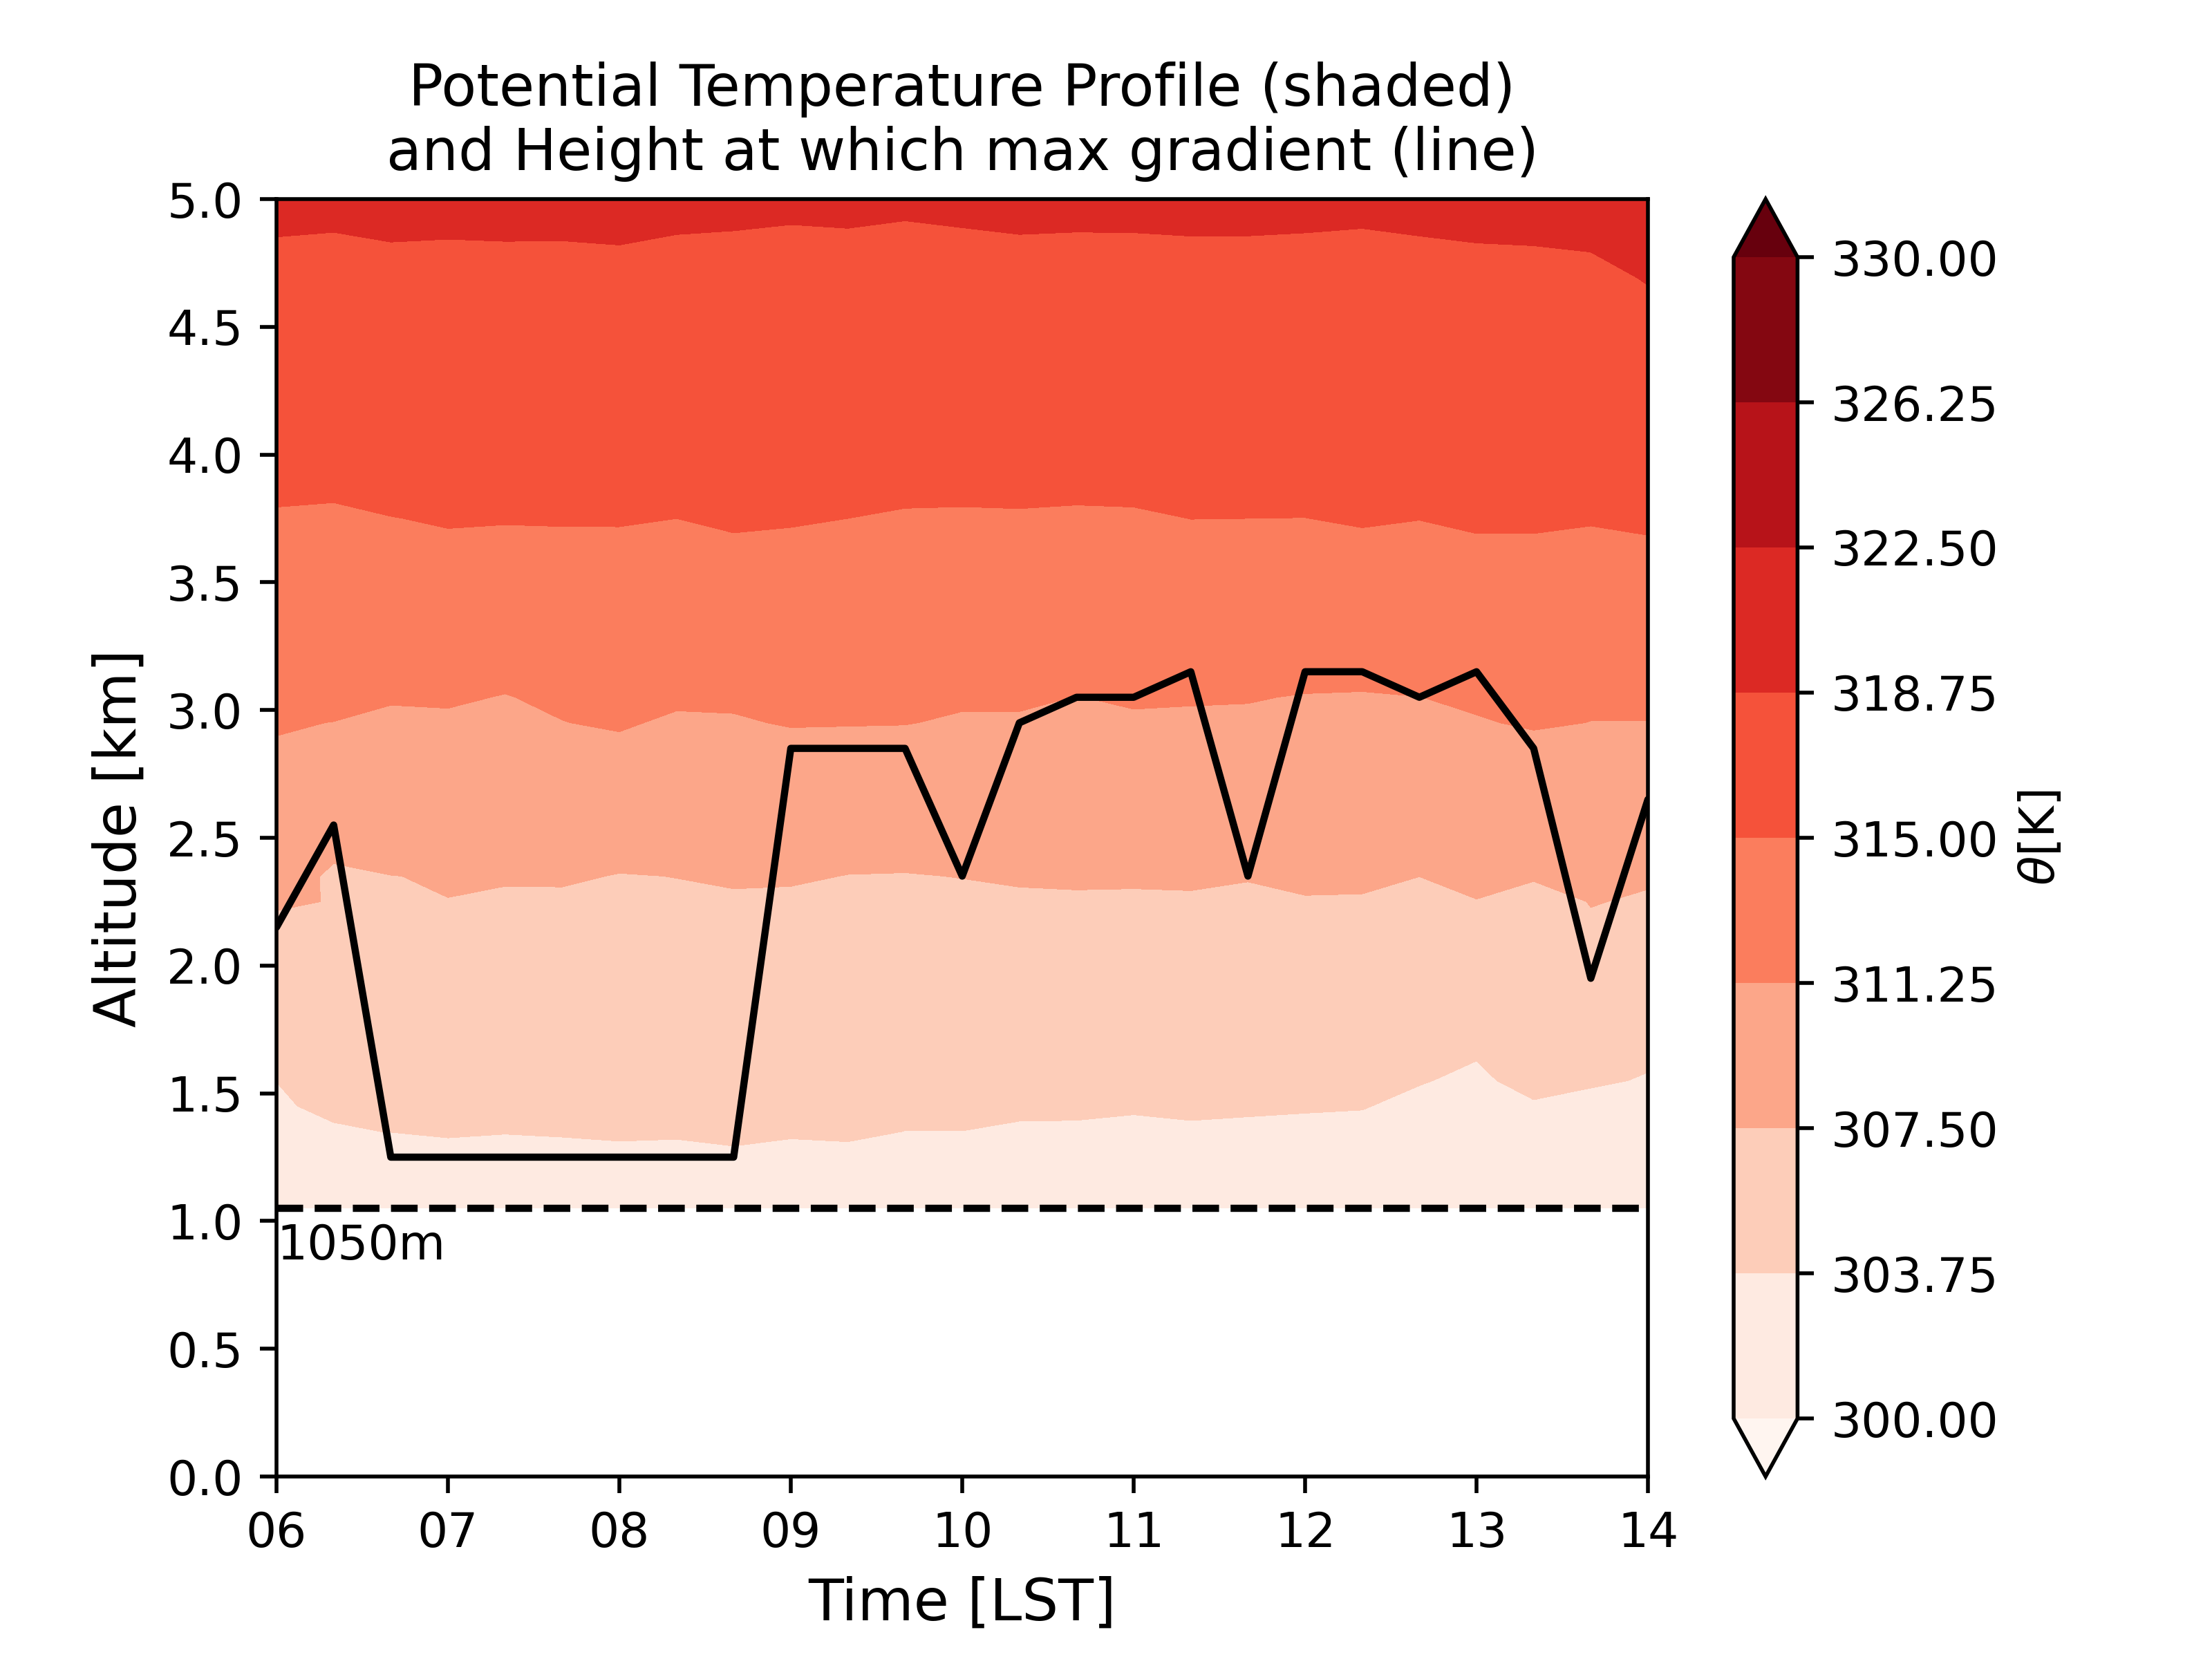 Potential Temperature Profile (shaded)
and Height at which max gradient (line)
5.0
4.5
4.0
3.5
3.0
2.5
2.0
1.5
1.0
0.5
0.0
Altitude [km]
1050m
06 07 08 09 10 11 12 13 14
Time [LST]
330.00
326.25
322.50
318.75
315.00
311.25
307.50
303.75
300.00
θ[K]